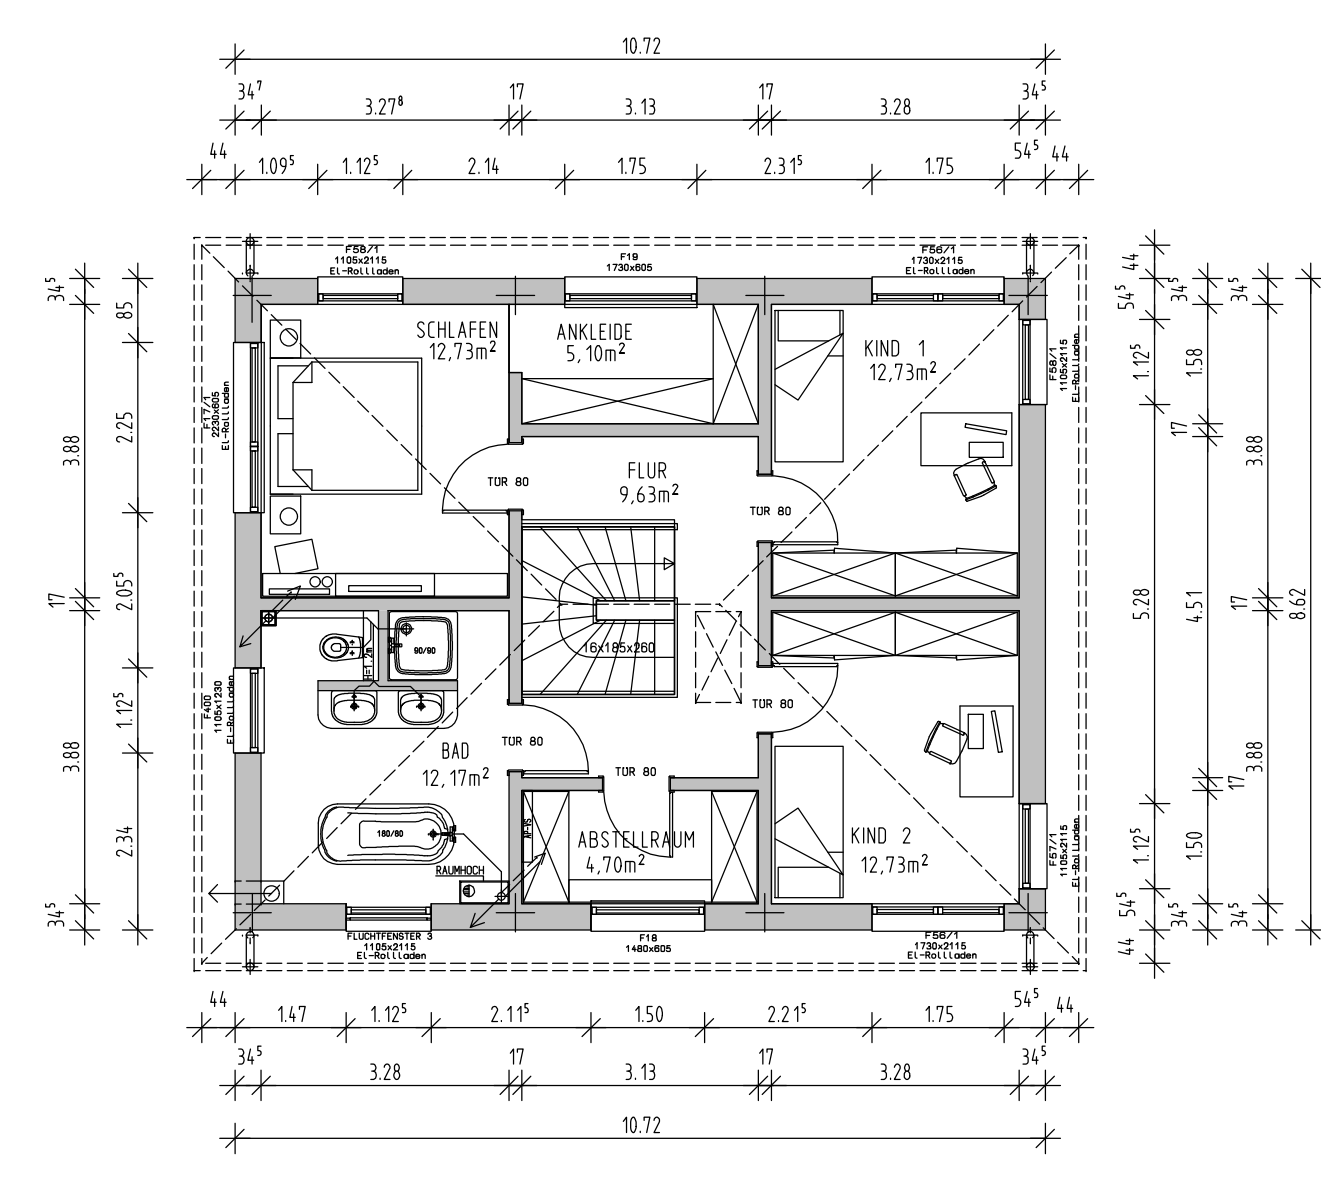 10.72
34⁷ 17 17 34⁵
3.27⁸ 3.13 3.28
44 54⁵ 44
1.09⁵ 1.12⁵ 2.14 1.75 2.31⁵ 1.75
F58/1
1105x2115
El-Rollladen
F19
1730x605
F56/1
1730x2115
El-Rollladen
34⁵
3.88
17
3.88
34⁵
85
2.25
2.05⁵
1.12⁵
2.34
F17/1
2230x605
El-Rollladen
F400
1105x1230
El-Rollladen
SCHLAFEN
12,73m²
ANKLEIDE
5,10m²
KIND 1
12,73m²
FLUR
9,63m²
TÜR 80
TÜR 80
16x185x260
H=1.2m
90/90
TÜR 80
TÜR 80
TÜR 80
BAD
12,17m²
180/80
RAUMHOCH
AP-VS
ABSTELLRAUM
4,70m²
KIND 2
12,73m²
F58/1
1105x2115
El-Rollladen
F57/1
1105x2115
El-Rollladen
44
54⁵
1.12⁵
5.28
1.12⁵
54⁵
44
34⁵
1.58
17
4.51
17
1.50
34⁵
34⁵
3.88
17
3.88
34⁵
8.62
FLUCHTFENSTER 3
1105x2115
El-Rollladen
F18
1480x605
F56/1
1730x2115
El-Rollladen
44 54⁵ 44
1.47 1.12⁵ 2.11⁵ 1.50 2.21⁵ 1.75
34⁵ 17 17 34⁵
3.28 3.13 3.28
10.72